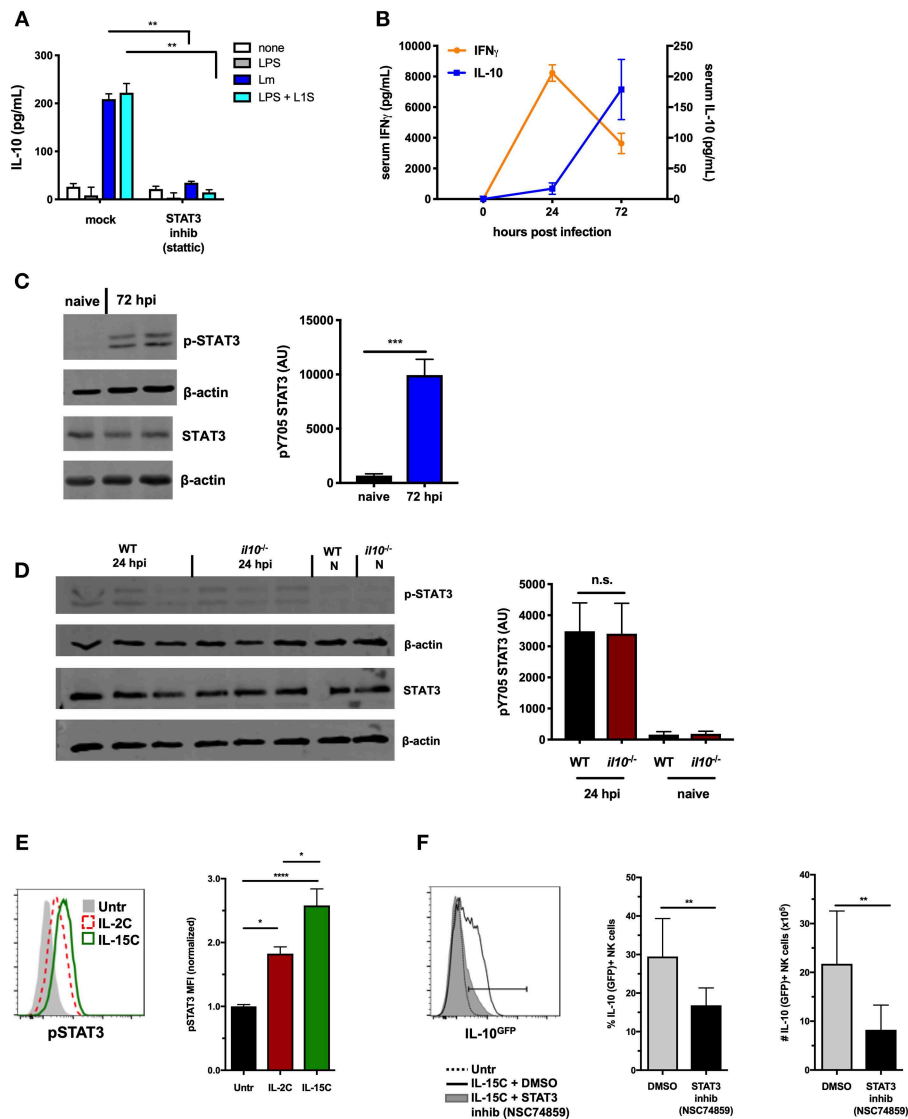 A
none
LPS
Lm
LPS + L1S
**
**
IL-10 (pg/mL)
300
200
100
0
mock
STAT3
inhib
(stattic)
B
IFNγ
IL-10
serum IFNγ (pg/mL)
10000
8000
6000
4000
2000
0
250
200
150
100
50
0
serum IL-10
(pg/mL)
0
24
72
hours post infection
C
naive
72 hpi
p-STAT3
β-actin
STAT3
β-actin
pY705 STAT3 (AU)
15000
10000
5000
0
***
naive
72 hpi
D
WT
24 hpi
il10-/-
24 hpi
WT
N
il10-/-
N
p-STAT3
β-actin
STAT3
β-actin
pY705 STAT3 (AU)
5000
4000
3000
2000
1000
0
n.s.
WT
il10-/-
WT
il10-/-
24 hpi
naive
E
Untr
IL-2C
IL-15C
pSTAT3
pSTAT3 MFI (normalized)
3.0
2.0
1.0
0.0
*
****
*
Untr
IL-2C
IL-15C
F
IL-10GFP
Untr
IL-15C + DMSO
IL-15C + STAT3
inhib (NSC74859)
% IL-10 (GFP)+ NK cells
50
40
30
20
10
0
**
DMSO
STAT3
inhib
(NSC74859)
# IL-10 (GFP)+ NK cells (x10⁵)
50
40
30
20
10
0
**
DMSO
STAT3
inhib
(NSC74859)